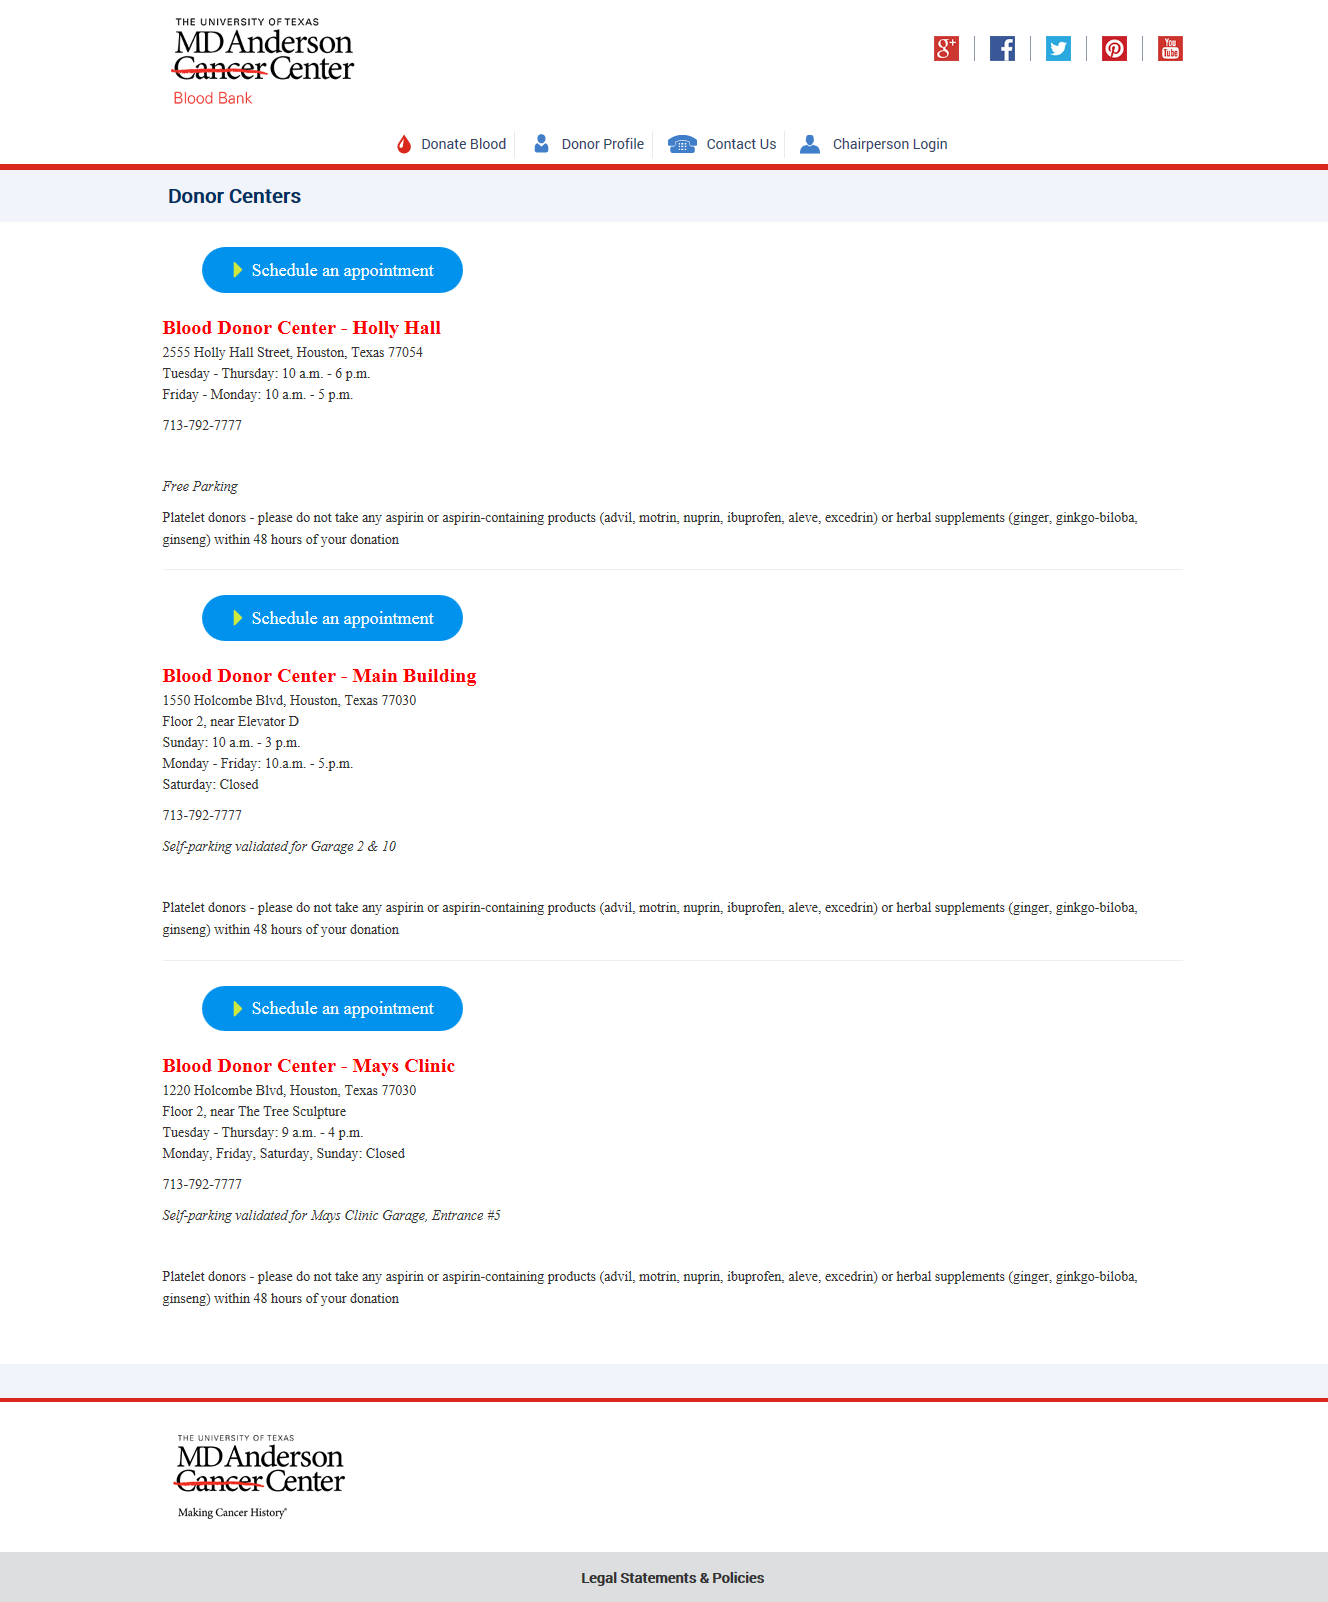 THE UNIVERSITY OF TEXAS
MD Anderson
Cancer Center
Blood Bank
g+
f
You
Tube
Donate Blood
Donor Profile
Contact Us
Chairperson Login
Donor Centers
Schedule an appointment
Blood Donor Center - Holly Hall
2555 Holly Hall Street, Houston, Texas 77054
Tuesday - Thursday: 10 a.m. - 6 p.m.
Friday - Monday: 10 a.m. - 5 p.m.
713-792-7777
Free Parking
Platelet donors - please do not take any aspirin or aspirin-containing products (advil, motrin, nuprin, ibuprofen, aleve, excedrin) or herbal supplements (ginger, ginkgo-biloba,
ginseng) within 48 hours of your donation
Schedule an appointment
Blood Donor Center - Main Building
1550 Holcombe Blvd, Houston, Texas 77030
Floor 2, near Elevator D
Sunday: 10 a.m. - 3 p.m.
Monday - Friday: 10.a.m. - 5.p.m.
Saturday: Closed
713-792-7777
Self-parking validated for Garage 2 & 10
Platelet donors - please do not take any aspirin or aspirin-containing products (advil, motrin, nuprin, ibuprofen, aleve, excedrin) or herbal supplements (ginger, ginkgo-biloba,
ginseng) within 48 hours of your donation
Schedule an appointment
Blood Donor Center - Mays Clinic
1220 Holcombe Blvd, Houston, Texas 77030
Floor 2, near The Tree Sculpture
Tuesday - Thursday: 9 a.m. - 4 p.m.
Monday, Friday, Saturday, Sunday: Closed
713-792-7777
Self-parking validated for Mays Clinic Garage, Entrance #5
Platelet donors - please do not take any aspirin or aspirin-containing products (advil, motrin, nuprin, ibuprofen, aleve, excedrin) or herbal supplements (ginger, ginkgo-biloba,
ginseng) within 48 hours of your donation
THE UNIVERSITY OF TEXAS
MD Anderson
Cancer Center
Making Cancer History®
Legal Statements & Policies